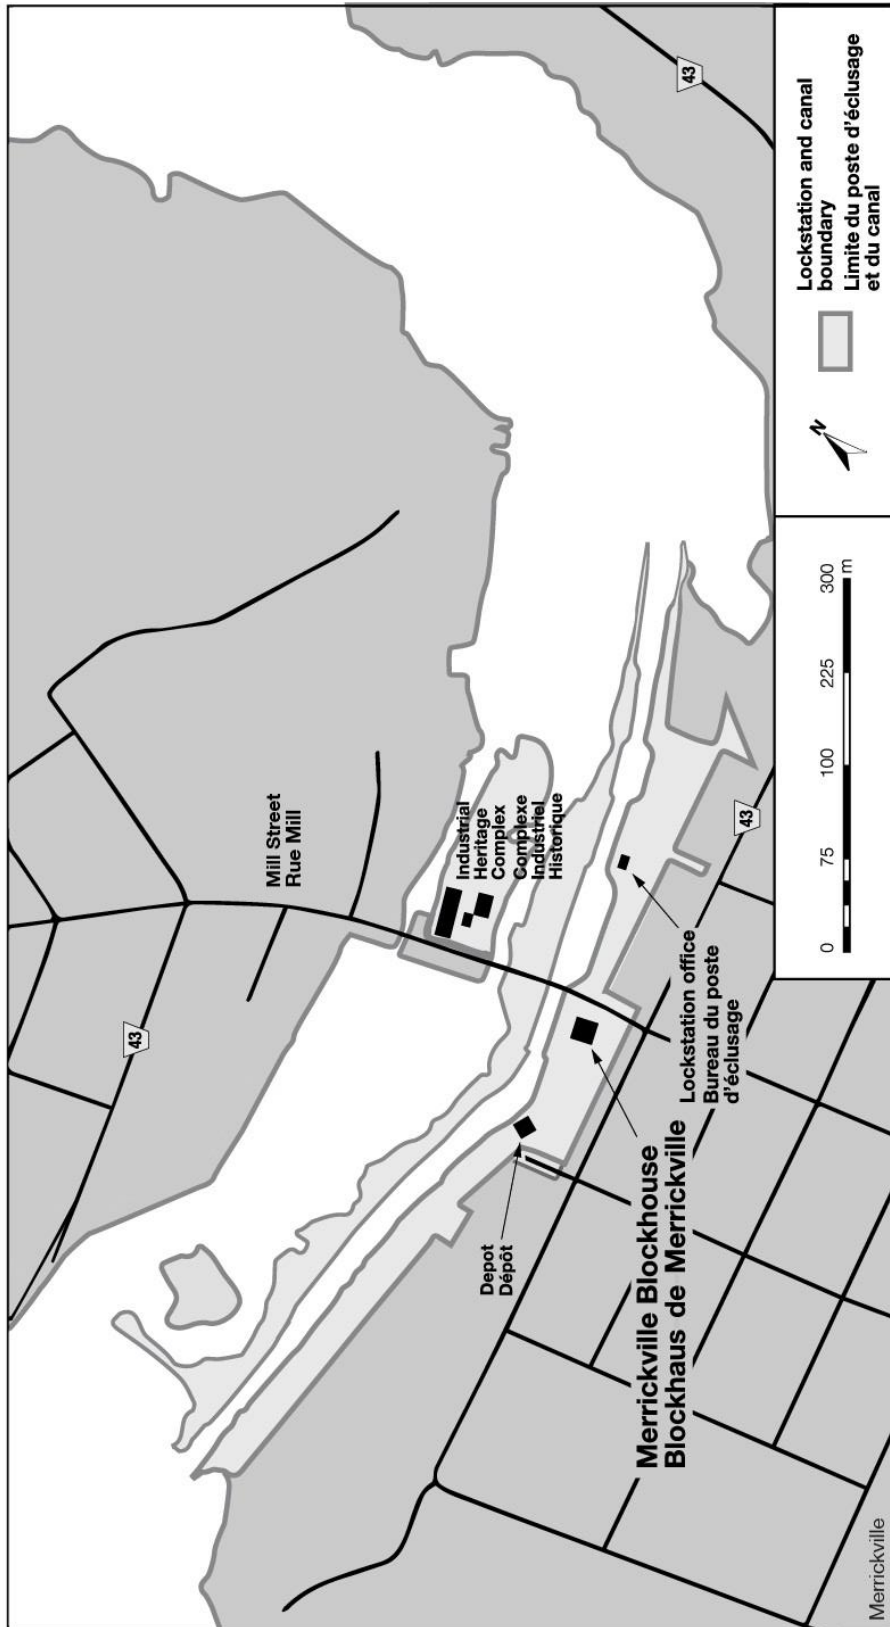 Mill Street
Rue Mill
43
43
43
Industrial
Heritage
Complex
Complexe
Industriel
Historique
Depot
Dépôt
Merrickville Blockhouse
Blockhaus de Merrickville
Lockstation office
Bureau du poste
d'éclusage
Merrickville
0 75 100 225 300
m
N
Lockstation and canal
boundary
Limite du poste d'éclusage
et du canal